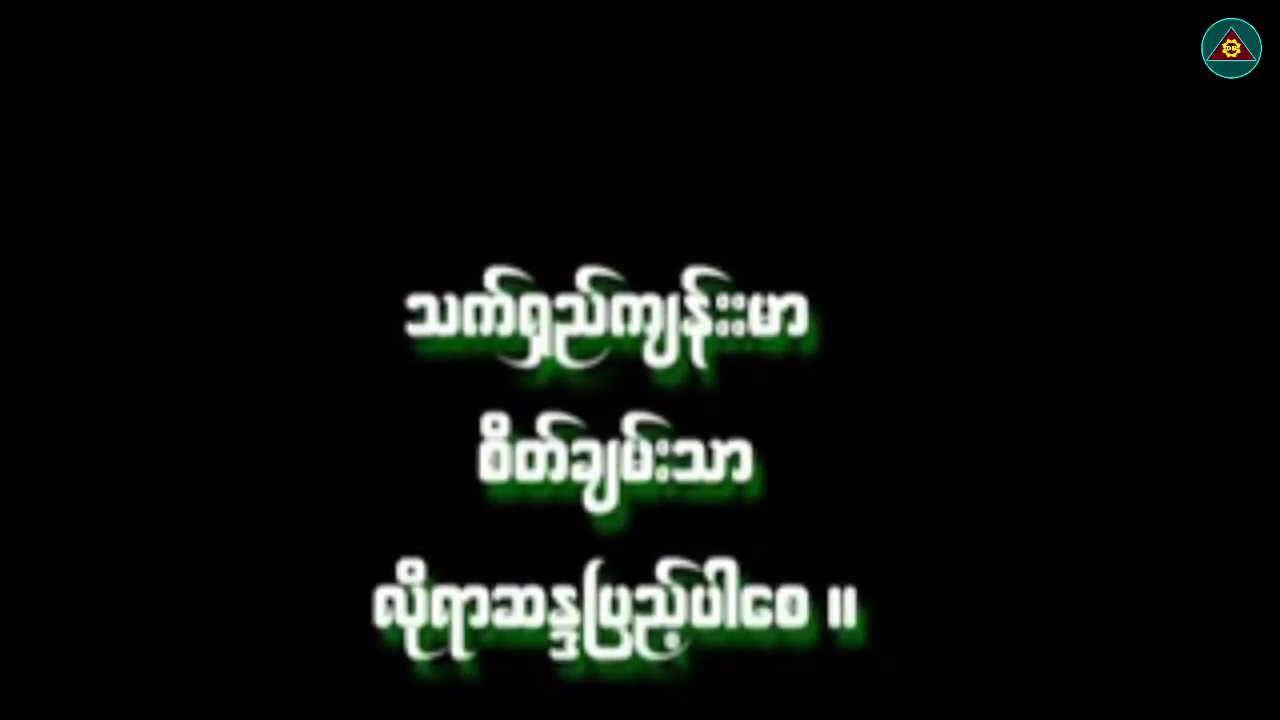 သက်ရှည်ကျန်းးမာ
စိတ်ချမ်းသာ
လိုရာဆန္ဒပြည့်ပါစေ ။